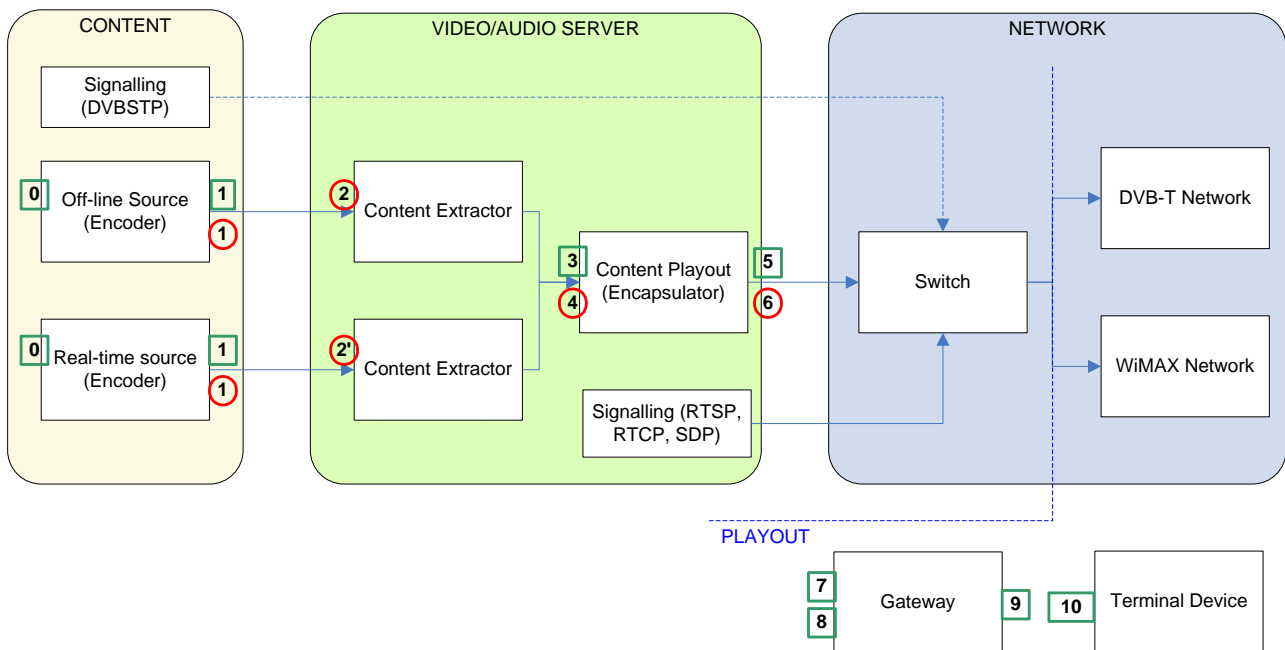 CONTENT
VIDEO/AUDIO SERVER
NETWORK
Signalling
(DVBSTP)
0
Off-line Source
(Encoder)
1
1
2
Content Extractor
0
Real-time source
(Encoder)
1
1
2'
Content Extractor
3
4
Content Playout
(Encapsulator)
5
6
Signalling (RTSP,
RTCP, SDP)
Switch
DVB-T Network
WiMAX Network
PLAYOUT
7
8
Gateway
9
10
Terminal Device